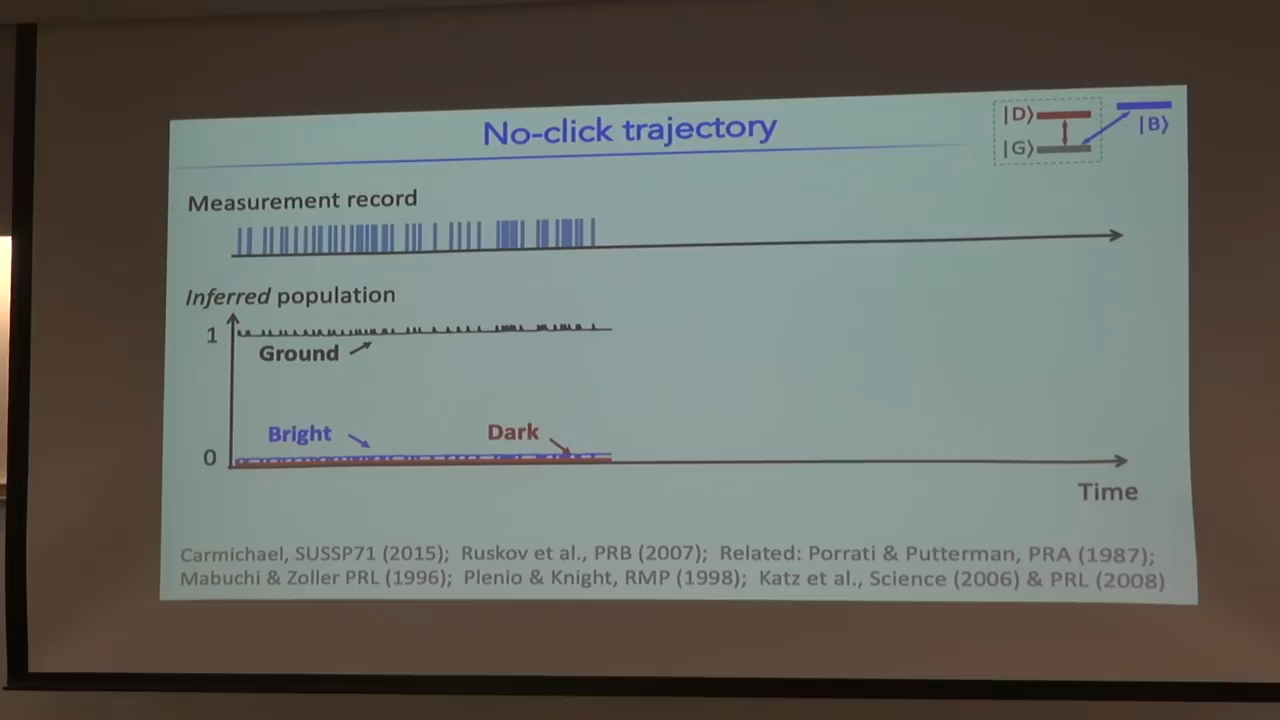 No-click trajectory
|D⟩
|B⟩
|G⟩
Measurement record
Inferred population
1
Ground
Bright
Dark
0
Time
Carmichael, SUSSP71 (2015); Ruskov et al., PRB (2007); Related: Porrati & Putterman, PRA (1987);
Mabuchi & Zoller PRL (1996); Plenio & Knight, RMP (1998); Katz et al., Science (2006) & PRL (2008)